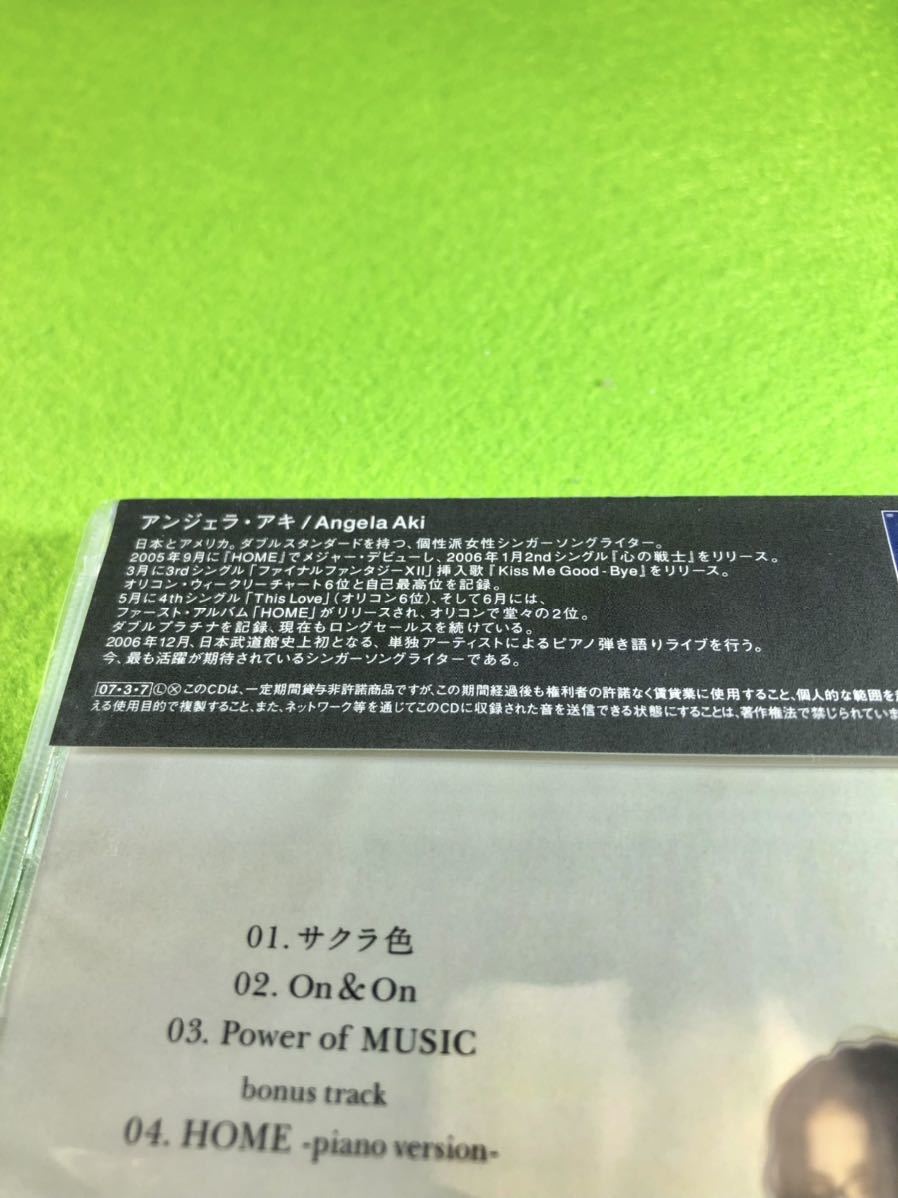 アンジェラ・アキ / Angela Aki
日本とアメリカ。ダブルスタンダードを持つ、個性派女性シンガーソングライター。
2005年9月に『HOME』でメジャー・デビューし、2006年1月2ndシングル『心の戦士』をリリース。
3月に3rdシングル「ファイナルファンタジーXII」挿入歌『Kiss Me Good-Bye』をリリース。
オリコン・ウィークリーチャート6位と自己最高位を記録。
5月に4thシングル「This Love」（オリコン6位）、そして6月には、
ファースト・アルバム「HOME」がリリースされ、オリコンで堂々の2位。
ダブルプラチナを記録、現在もロングセールスを続けている。
2006年12月、日本武道館史上初となる、単独アーティストによるピアノ弾き語りライブを行う。
今、最も活躍が期待されているシンガーソングライターである。
07・3・7 Ⓛ Ⓧ このCDは、一定期間貸与非許諾商品ですが、この期間経過後も権利者の許諾なく賃貸業に使用すること、個人的な範囲を
える使用目的で複製すること、また、ネットワーク等を通じてこのCDに収録された音を送信できる状態にすることは、著作権法で禁じられていま
01. サクラ色
02. On & On
03. Power of MUSIC
bonus track
04. HOME -piano version-